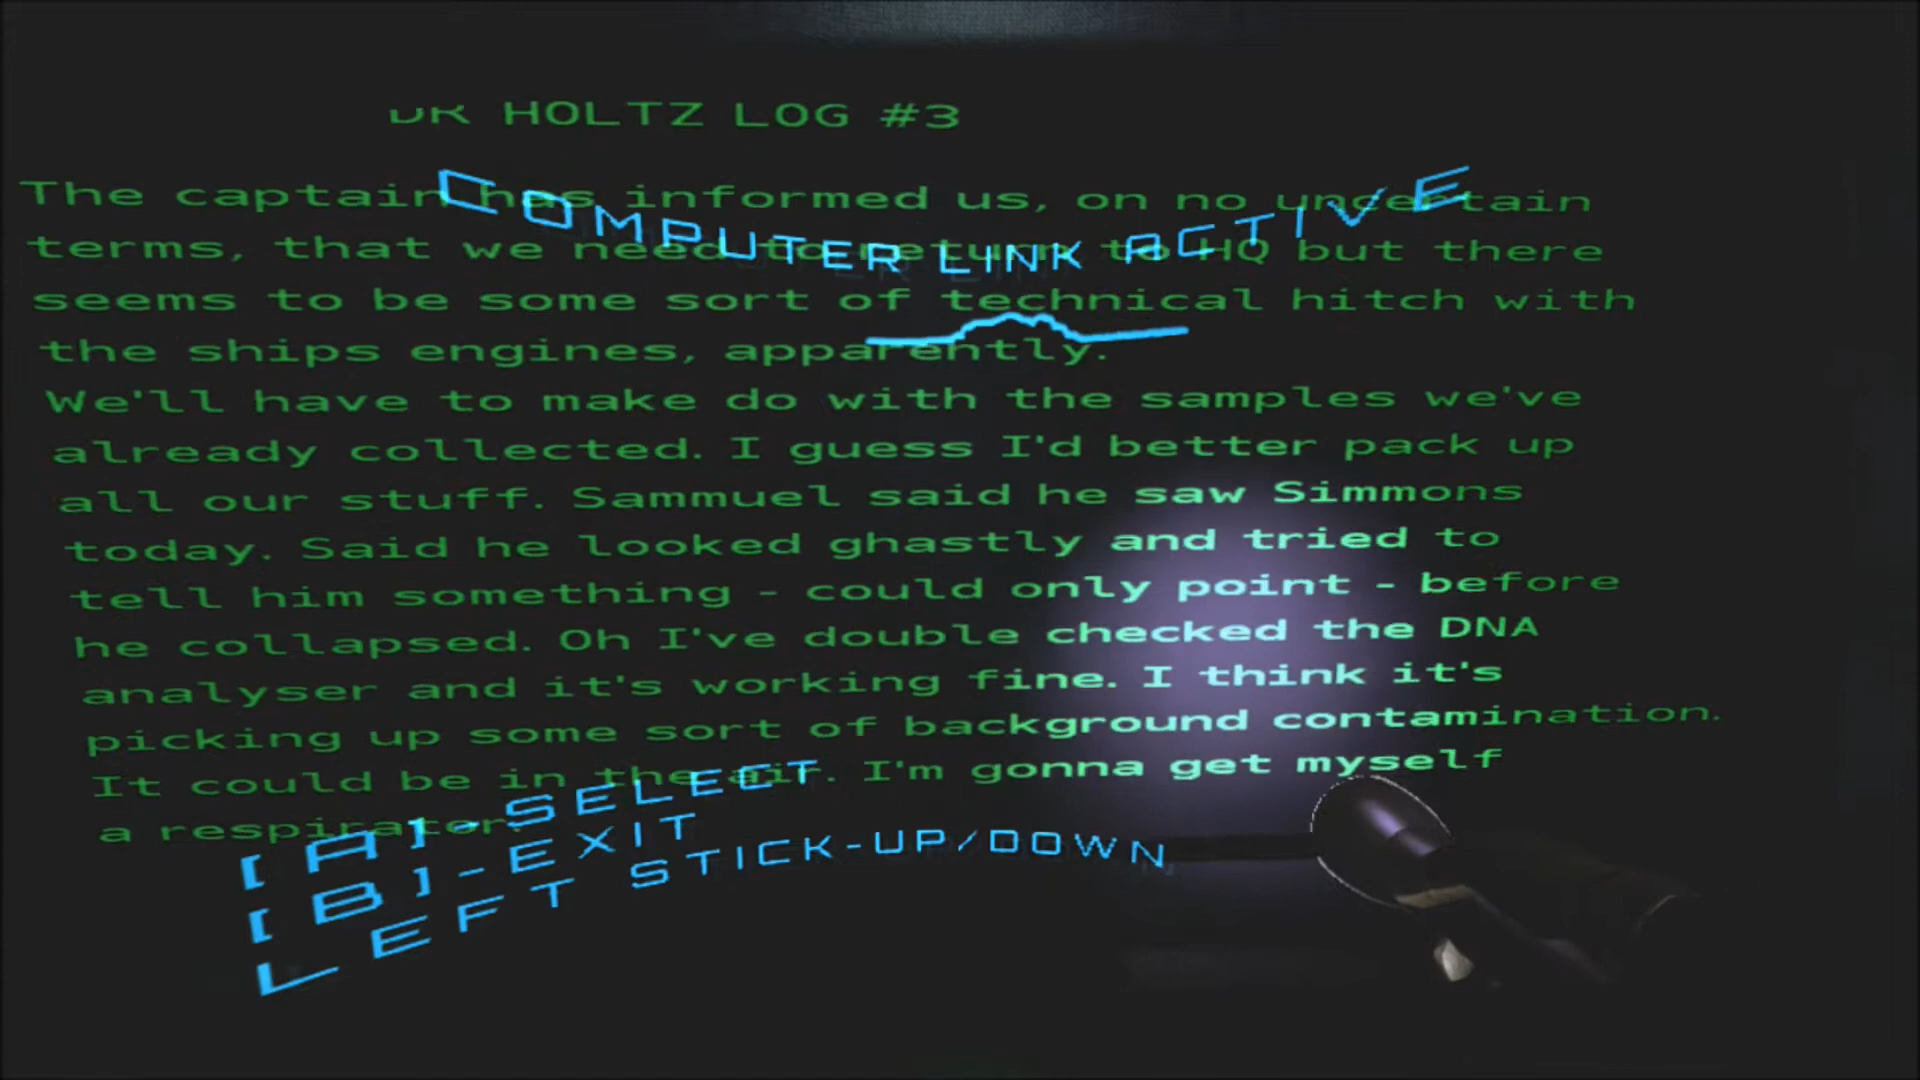 DR HOLTZ LOG #3
COMPUTER LINK ACTIVE
The captain has informed us, on no uncertain
terms, that we need to return to HQ but there
seems to be some sort of technical hitch with
the ships engines, apparently.
We'll have to make do with the samples we've
already collected. I guess I'd better pack up
all our stuff. Sammuel said he saw Simmons
today. Said he looked ghastly and tried to
tell him something - could only point - before
he collapsed. Oh I've double checked the DNA
analyser and it's working fine. I think it's
picking up some sort of background contamination.
It could be in the air. I'm gonna get myself
a respirator.
[A]-SELECT
[B]-EXIT
LEFT STICK-UP/DOWN